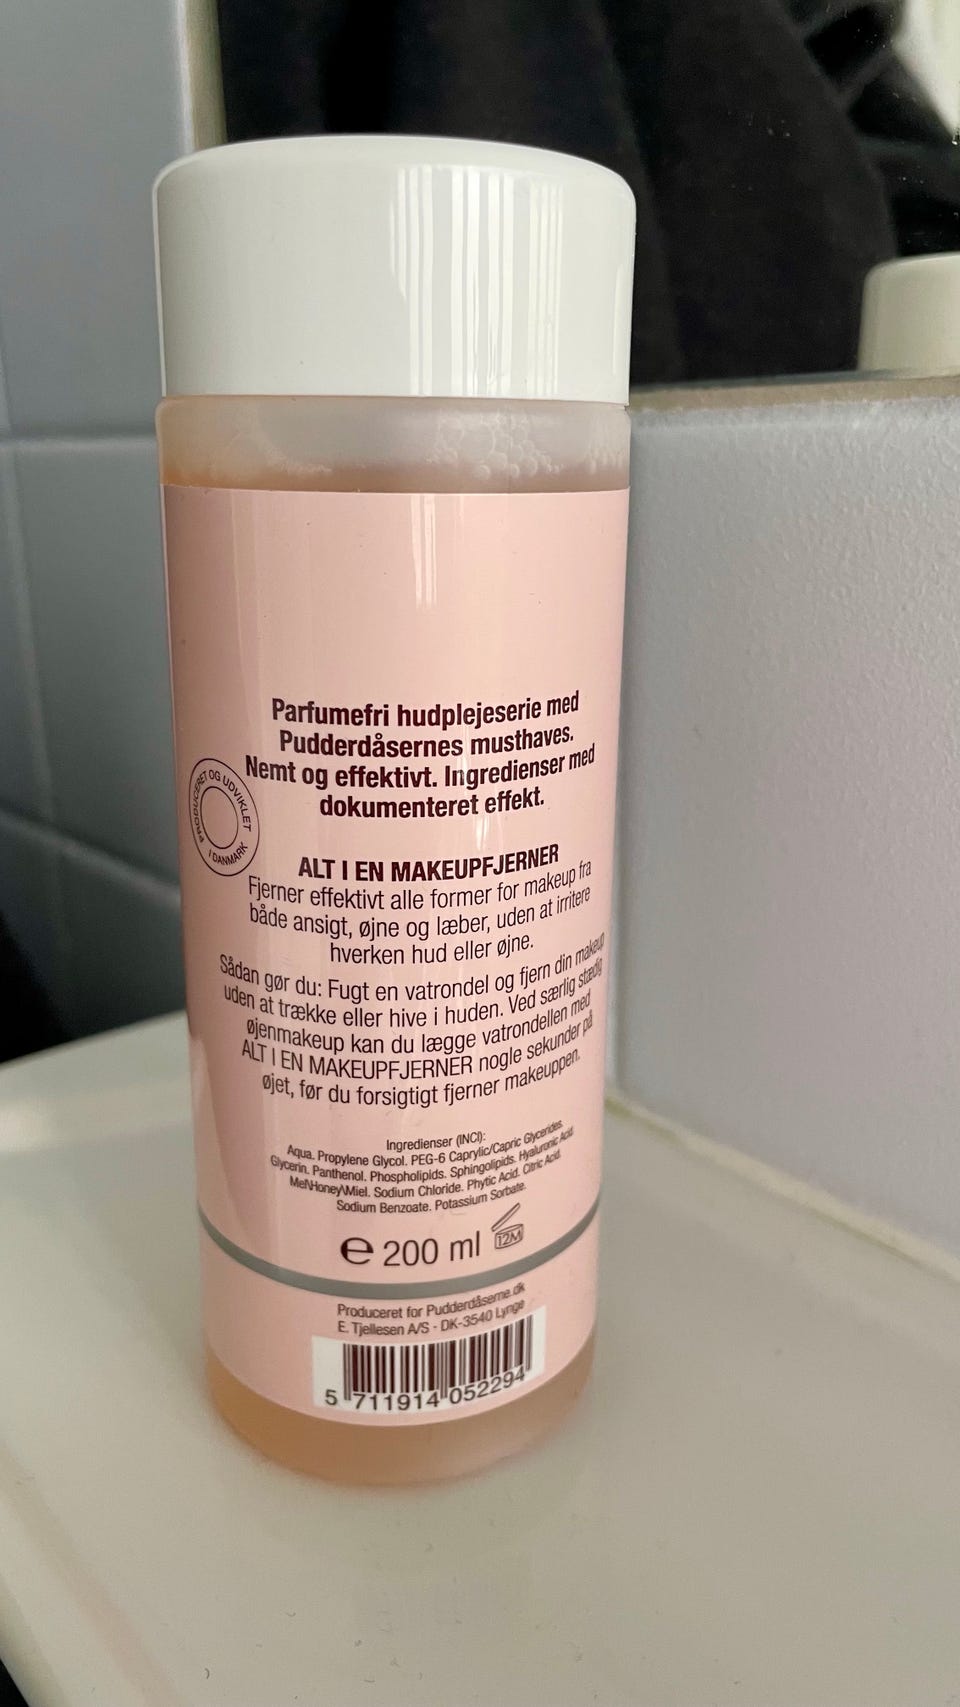 Parfumefri hudplejeserie med
Pudderdåsernes musthaves.
Nemt og effektivt. Ingredienser med
dokumenteret effekt.
PRODUCERET OG UDVIKLET
I DANMARK
ALT I EN MAKEUPFJERNER
Fjerner effektivt alle former for makeup fra
både ansigt, øjne og læber, uden at irritere
hverken hud eller øjne.
Sådan gør du: Fugt en vatrondel og fjern din makeup
uden at trække eller hive i huden. Ved særlig stædig
øjenmakeup kan du lægge vatrondellen med
ALT I EN MAKEUPFJERNER nogle sekunder på
øjet, før du forsigtigt fjerner makeuppen.
Ingredienser (INCI):
Aqua. Propylene Glycol. PEG-6 Caprylic/Capric Glycerides.
Glycerin. Panthenol. Phospholipids. Sphingolipids. Hyaluronic Acid.
Mel\Honey\Miel. Sodium Chloride. Phytic Acid. Citric Acid.
Sodium Benzoate. Potassium Sorbate.
e 200 ml 12M
Produceret for Pudderdåserne.dk
E. Tjellesen A/S - DK-3540 Lynge
5 711914 052294